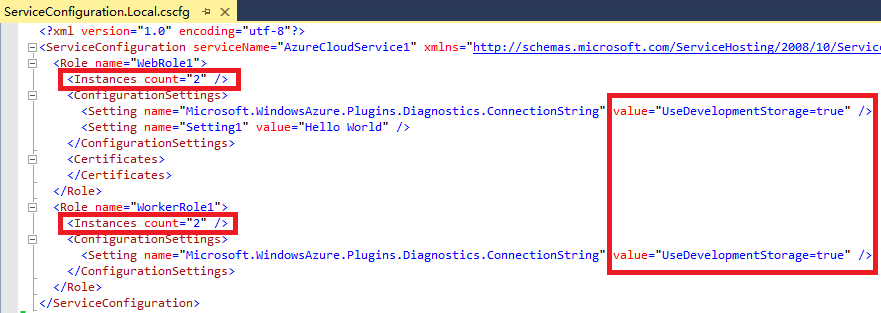 ServiceConfiguration.Local.cscfg
<?xml version="1.0" encoding="utf-8"?>
<ServiceConfiguration serviceName="AzureCloudService1" xmlns="http://schemas.microsoft.com/ServiceHosting/2008/10/Service
<Role name="WebRole1">
<Instances count="2" />
<ConfigurationSettings>
<Setting name="Microsoft.WindowsAzure.Plugins.Diagnostics.ConnectionString" value="UseDevelopmentStorage=true" />
<Setting name="Setting1" value="Hello World" />
</ConfigurationSettings>
<Certificates>
</Certificates>
</Role>
<Role name="WorkerRole1">
<Instances count="2" />
<ConfigurationSettings>
<Setting name="Microsoft.WindowsAzure.Plugins.Diagnostics.ConnectionString" value="UseDevelopmentStorage=true" />
</ConfigurationSettings>
</Role>
</ServiceConfiguration>